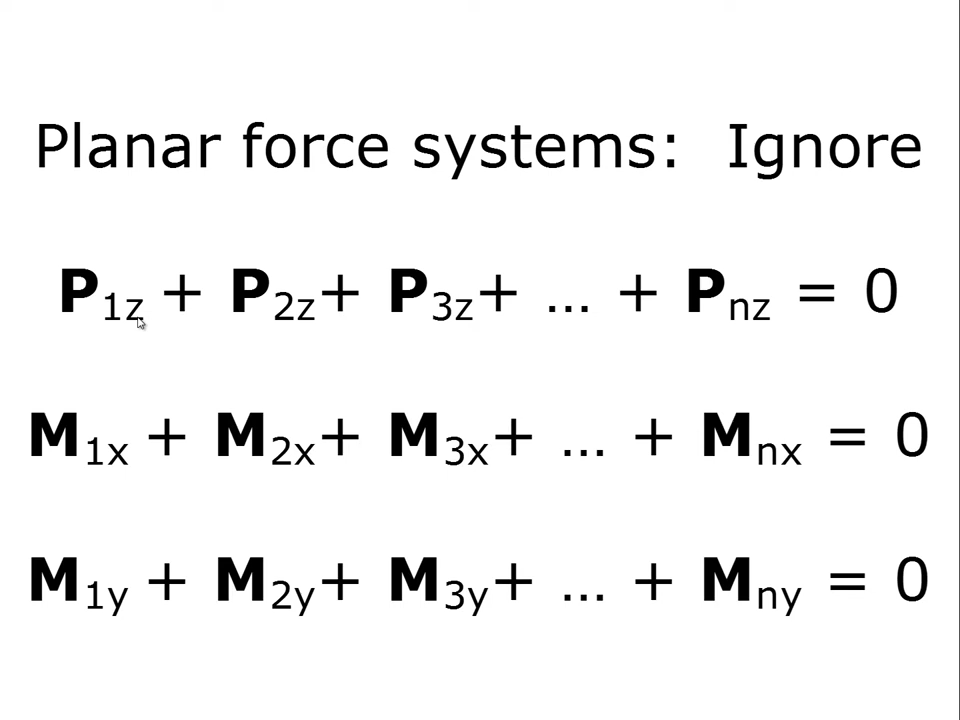 Planar force systems: Ignore
P1z + P2z+ P3z+ … + Pnz = 0
M1x + M2x+ M3x+ … + Mnx = 0
M1y + M2y+ M3y+ … + Mny = 0